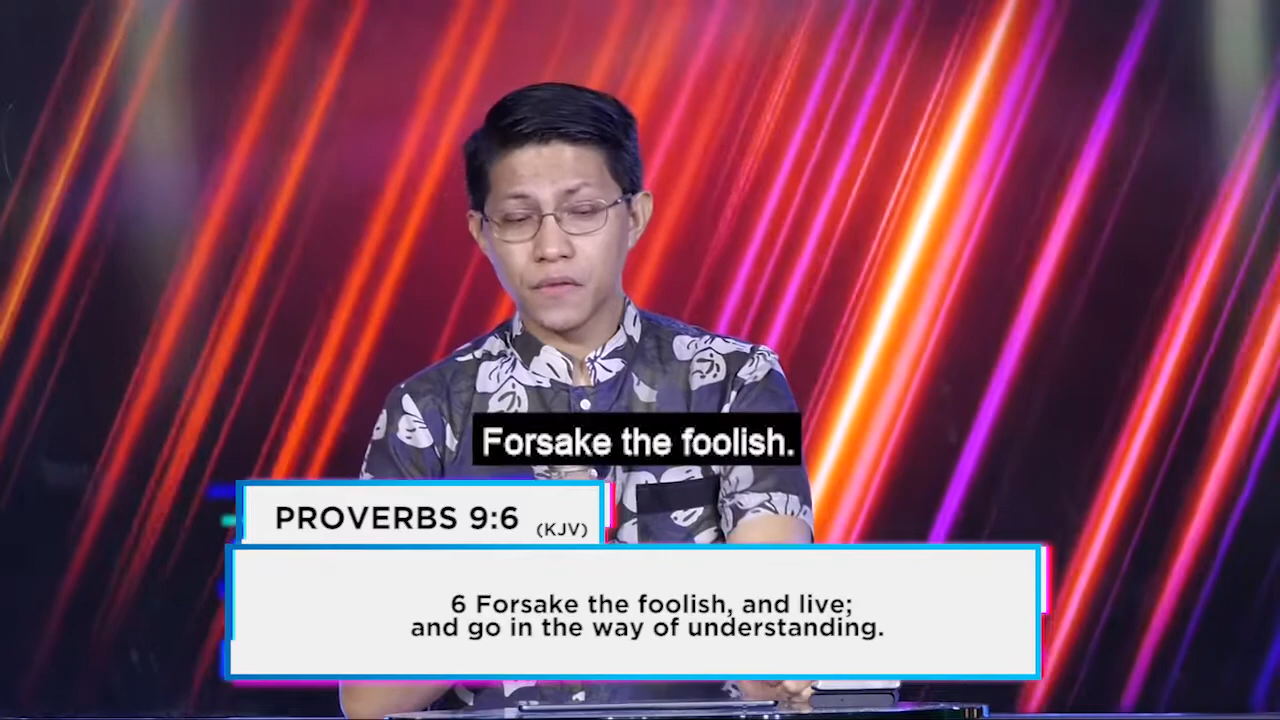 Forsake the foolish.
PROVERBS 9:6 (KJV)
6 Forsake the foolish, and live;
and go in the way of understanding.